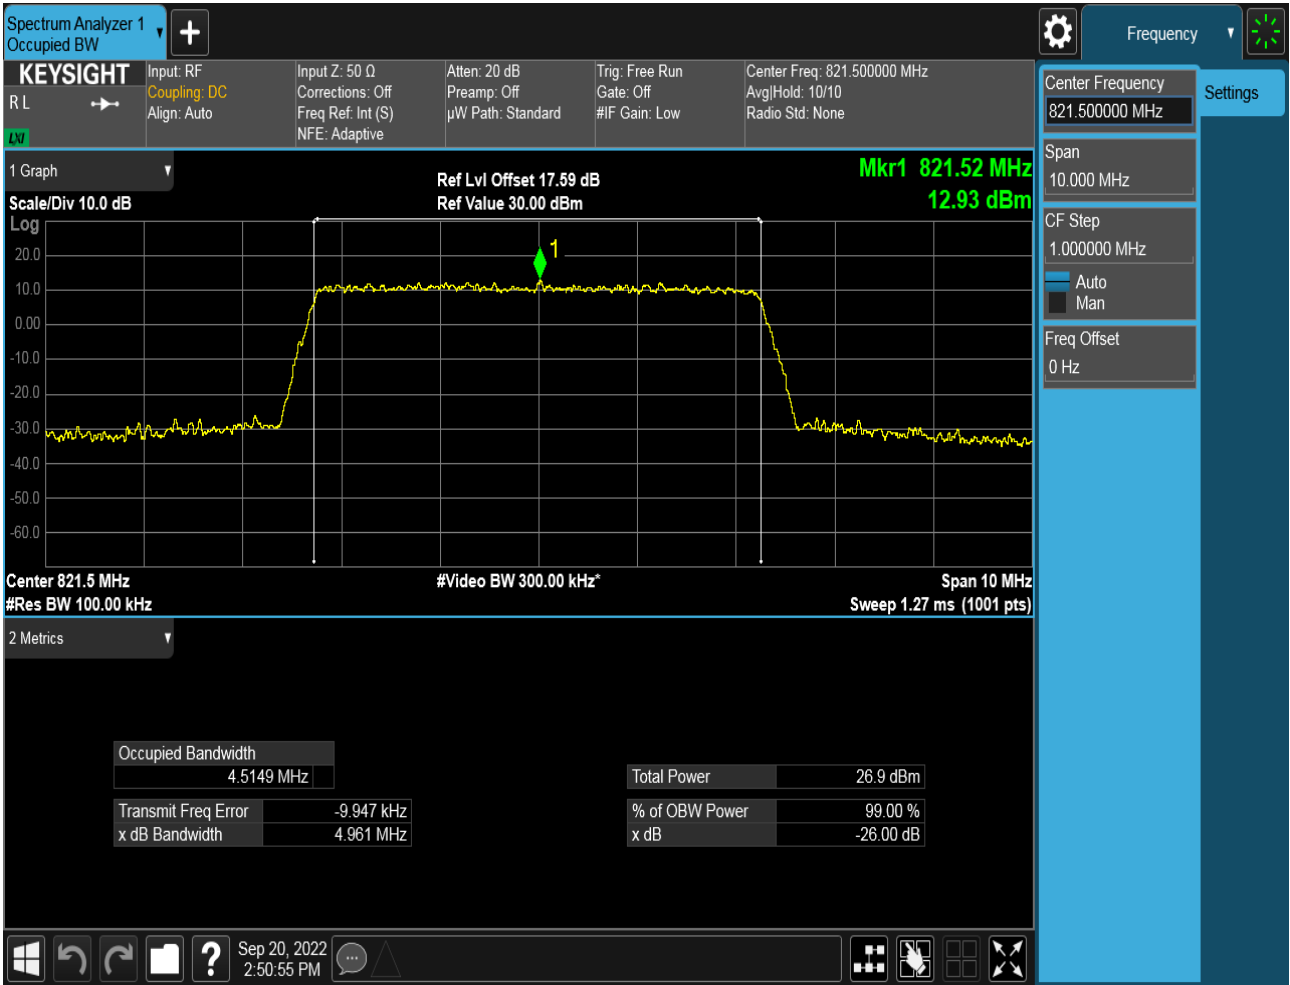 Spectrum Analyzer 1
Occupied BW
Frequency
KEYSIGHT
R L
LXI
Input: RF
Coupling: DC
Align: Auto
Input Z: 50 Ω
Corrections: Off
Freq Ref: Int (S)
NFE: Adaptive
Atten: 20 dB
Preamp: Off
µW Path: Standard
Trig: Free Run
Gate: Off
#IF Gain: Low
Center Freq: 821.500000 MHz
Avg|Hold: 10/10
Radio Std: None
Center Frequency
821.500000 MHz
Settings
Span
10.000 MHz
CF Step
1.000000 MHz
Auto
Man
Freq Offset
0 Hz
1 Graph
Scale/Div 10.0 dB
Log
Ref Lvl Offset 17.59 dB
Ref Value 30.00 dBm
Mkr1 821.52 MHz
12.93 dBm
1
20.0
10.0
0.00
-10.0
-20.0
-30.0
-40.0
-50.0
-60.0
Center 821.5 MHz
#Video BW 300.00 kHz*
Span 10 MHz
#Res BW 100.00 kHz
Sweep 1.27 ms (1001 pts)
2 Metrics
Occupied Bandwidth
4.5149 MHz
Total Power 26.9 dBm
Transmit Freq Error -9.947 kHz
% of OBW Power 99.00 %
x dB Bandwidth 4.961 MHz
x dB -26.00 dB
?
Sep 20, 2022
2:50:55 PM